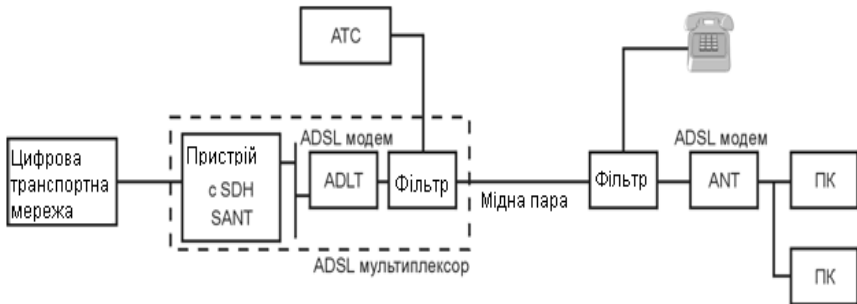 АТС
Цифрова
транспортна
мережа
Пристрій
с SDH
SANT
ADSL модем
ADLT
Фільтр
Мідна пара
ADSL мультиплексор
Фільтр
ADSL модем
ANT
ПК
ПК